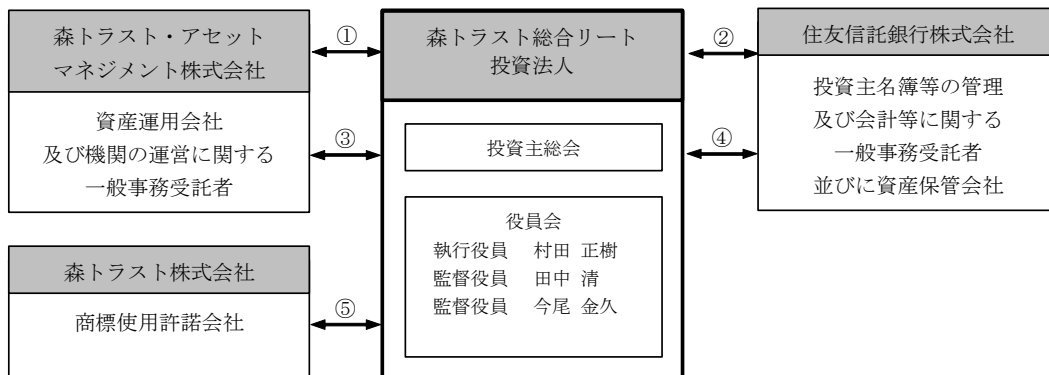 森トラスト・アセット
マネジメント株式会社
資産運用会社
及び機関の運営に関する
一般事務受託者
①
③
森トラスト総合リート
投資法人
投資主総会
役員会
執行役員 村田 正樹
監督役員 田中 清
監督役員 今尾 金久
②
④
住友信託銀行株式会社
投資主名簿等の管理
及び会計等に関する
一般事務受託者
並びに資産保管会社
森トラスト株式会社
商標使用許諾会社
⑤